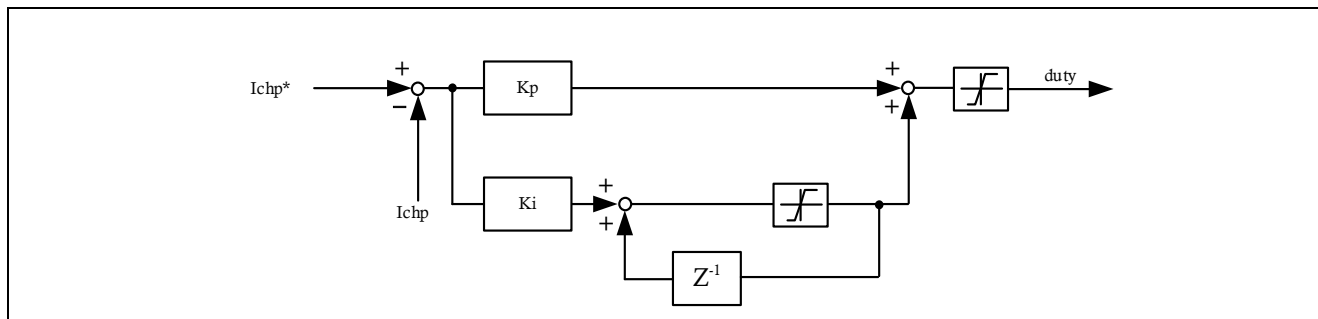 Ichp*
+
−
Kp
+
+
duty
Ichp
Ki
+
+
Z-1